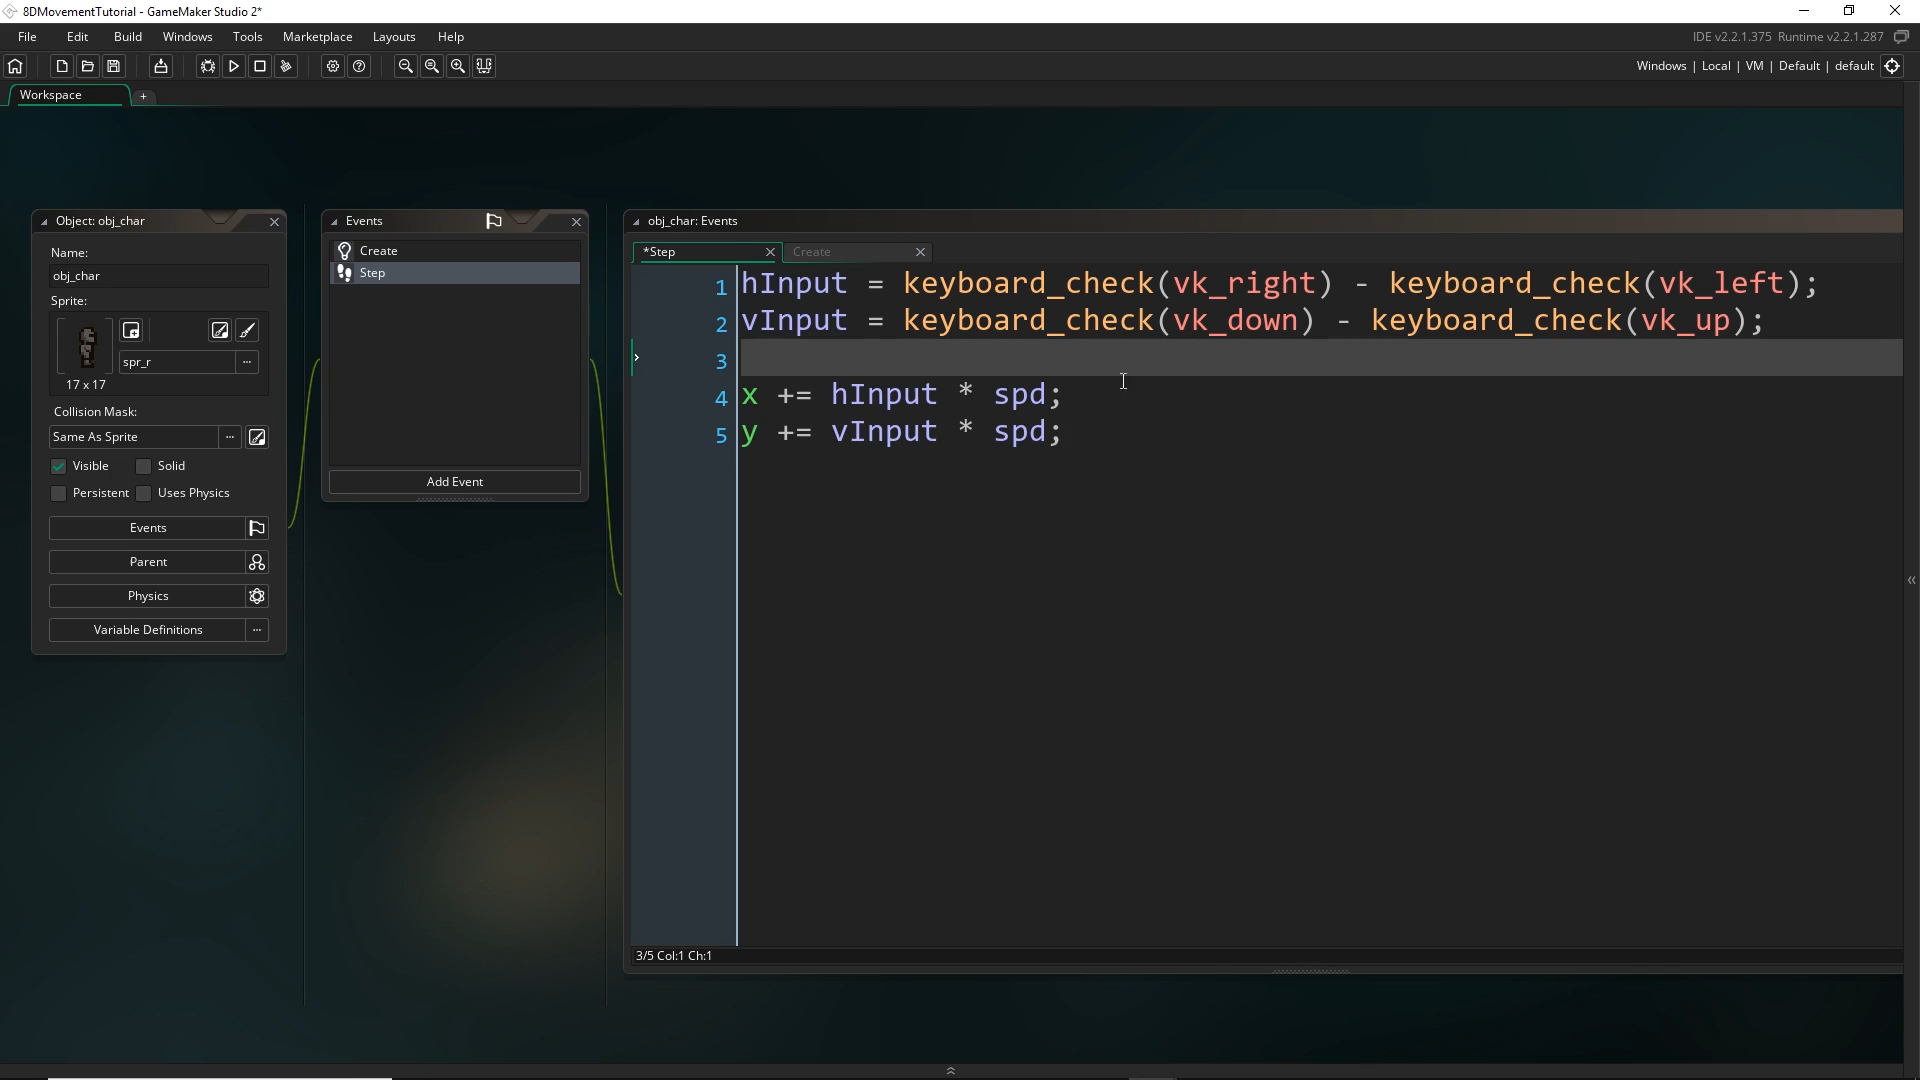 8DMovementTutorial - GameMaker Studio 2*
File Edit Build Windows Tools Marketplace Layouts Help
IDE v2.2.1.375 Runtime v2.2.1.287
Windows | Local | VM | Default | default
Workspace +
Object: obj_char
Name:
obj_char
Sprite:
spr_r ...
17 x 17
Collision Mask:
Same As Sprite ...
Visible Solid
Persistent Uses Physics
Events
Parent
Physics
Variable Definitions ...
Events
Create
Step
Add Event
obj_char: Events
*Step Create
1 hInput = keyboard_check(vk_right) - keyboard_check(vk_left);
2 vInput = keyboard_check(vk_down) - keyboard_check(vk_up);
3
4 x += hInput * spd;
5 y += vInput * spd;
3/5 Col:1 Ch:1